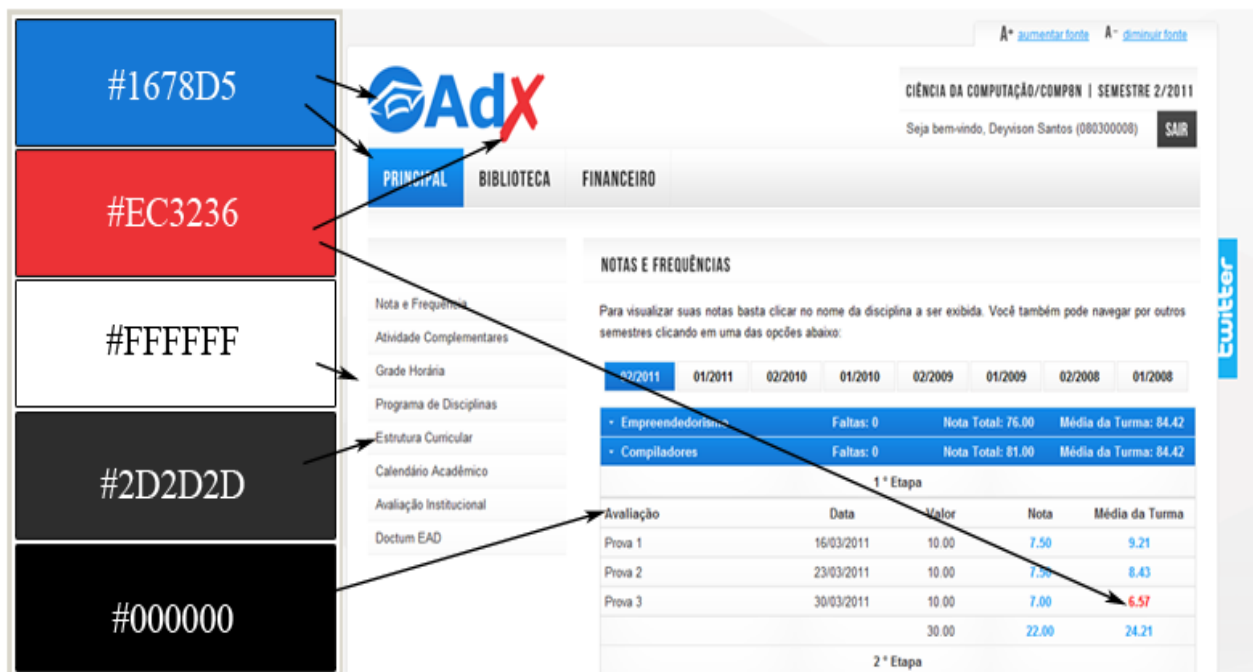 #1678D5
#EC3236
#FFFFFF
#2D2D2D
#000000
A+ aumentar fonte A- diminuir fonte
AdX
CIÊNCIA DA COMPUTAÇÃO/COMP8N | SEMESTRE 2/2011
Seja bem-vindo, Deyvison Santos (080300008) SAIR
PRINCIPAL BIBLIOTECA FINANCEIRO
Nota e Frequência
Atividade Complementares
Grade Horária
Programa de Disciplinas
Estrutura Curricular
Calendário Acadêmico
Avaliação Institucional
Doctum EAD
NOTAS E FREQUÊNCIAS
Para visualizar suas notas basta clicar no nome da disciplina a ser exibida. Você também pode navegar por outros
semestres clicando em uma das opções abaixo:
02/2011 01/2011 02/2010 01/2010 02/2009 01/2009 02/2008 01/2008
Empreendedorismo Faltas: 0 Nota Total: 76.00 Média da Turma: 84.42
Compiladores Faltas: 0 Nota Total: 81.00 Média da Turma: 84.42
1ª Etapa
Avaliação Data Valor Nota Média da Turma
Prova 1 16/03/2011 10.00 7.50 9.21
Prova 2 23/03/2011 10.00 7.50 8.43
Prova 3 30/03/2011 10.00 7.00 6.57
30.00 22.00 24.21
2ª Etapa
twitter